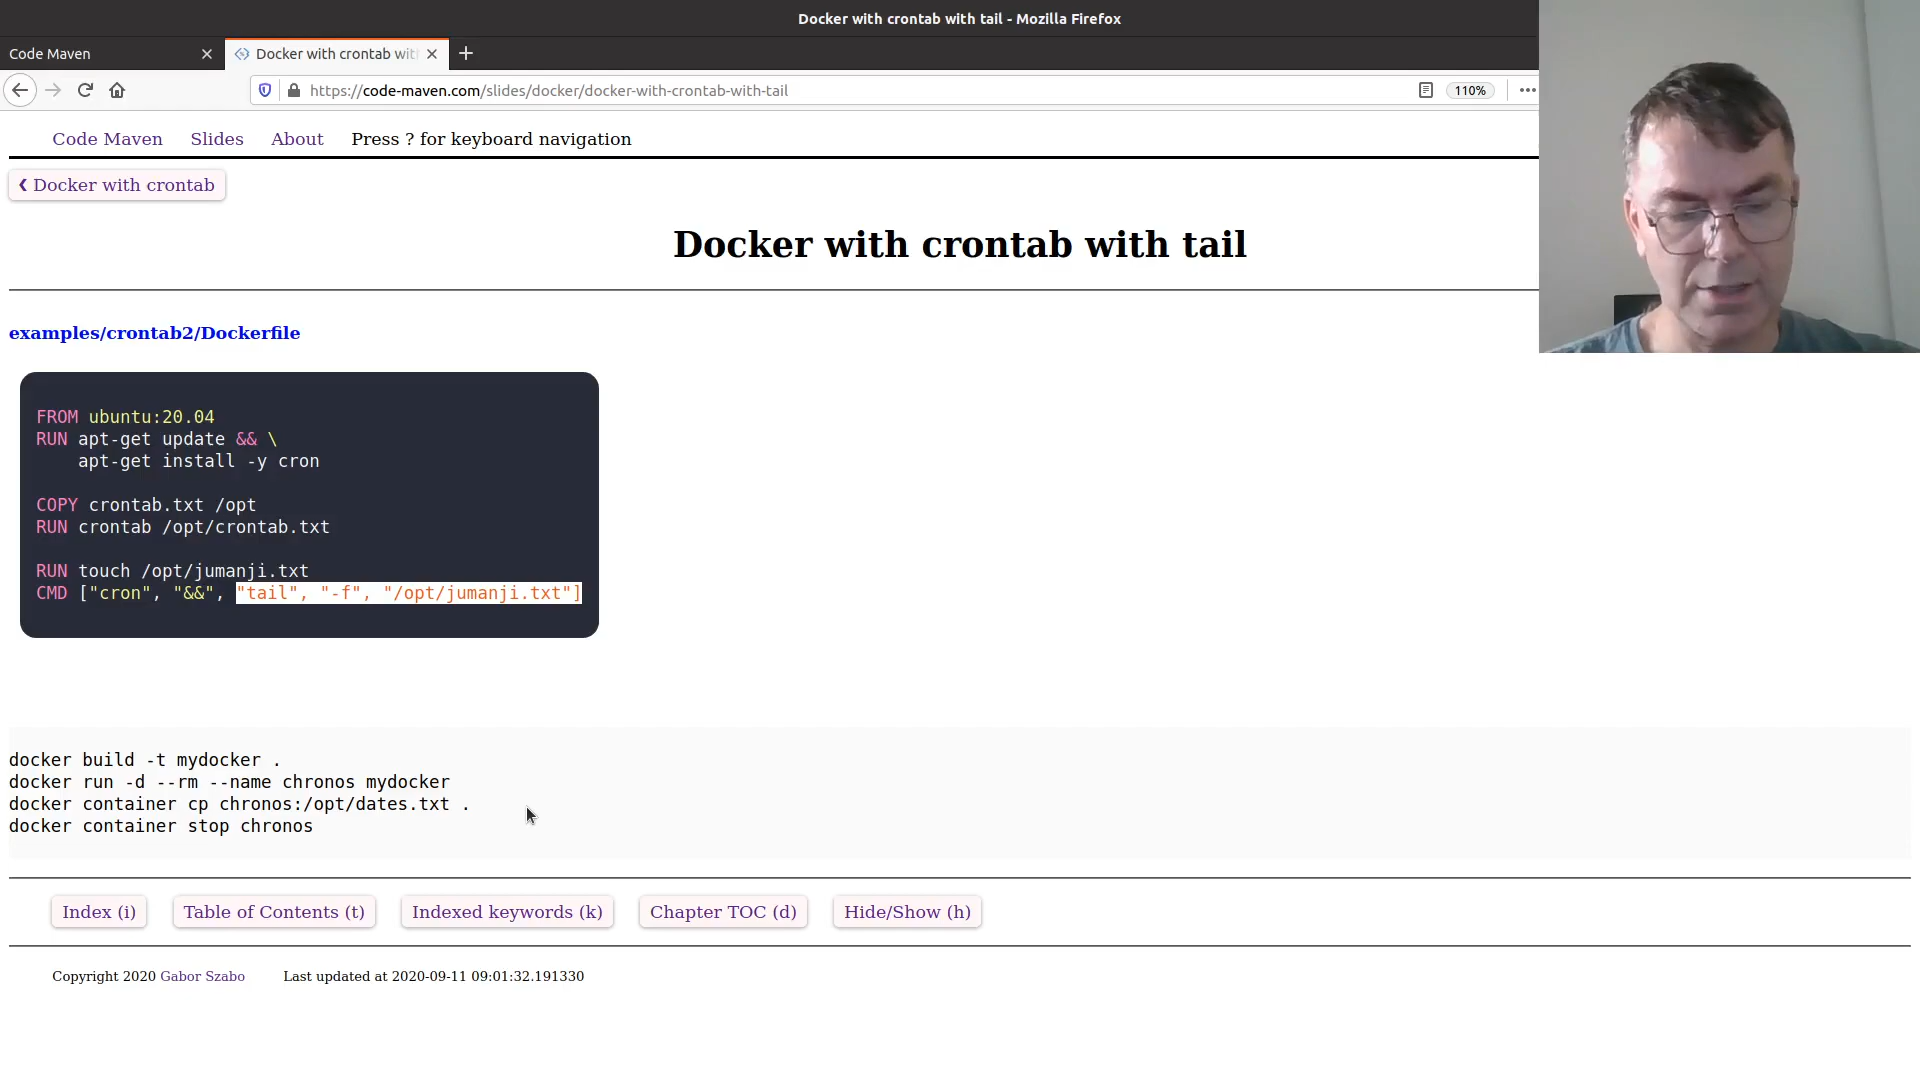 Docker with crontab with tail - Mozilla Firefox
Code Maven
Docker with crontab wit
https://code-maven.com/slides/docker/docker-with-crontab-with-tail
110%
Code Maven Slides About Press ? for keyboard navigation
‹ Docker with crontab
Docker with crontab with tail
examples/crontab2/Dockerfile
FROM ubuntu:20.04
RUN apt-get update && \
    apt-get install -y cron
COPY crontab.txt /opt
RUN crontab /opt/crontab.txt
RUN touch /opt/jumanji.txt
CMD ["cron", "&&", "tail", "-f", "/opt/jumanji.txt"]
docker build -t mydocker .
docker run -d --rm --name chronos mydocker
docker container cp chronos:/opt/dates.txt .
docker container stop chronos
Index (i) Table of Contents (t) Indexed keywords (k) Chapter TOC (d) Hide/Show (h)
Copyright 2020 Gabor Szabo Last updated at 2020-09-11 09:01:32.191330